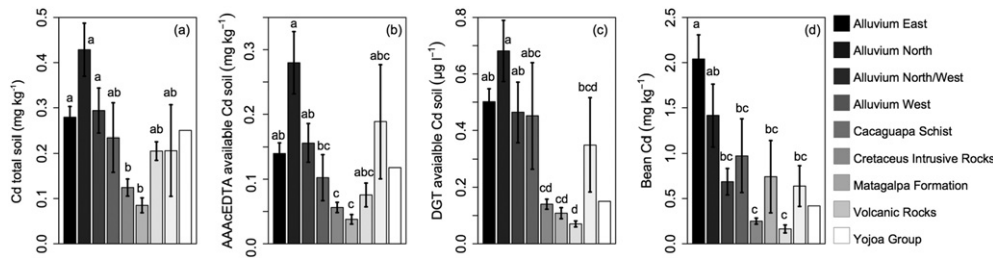 (a)
Cd total soil (mg kg⁻¹)
0.0
0.1
0.2
0.3
0.4
0.5
a
a
a
ab
b
b
ab
ab
(b)
AAAcEDTA available Cd soil (mg kg⁻¹)
0.0
0.1
0.2
0.3
ab
a
ab
bc
c
c
abc
abc
(c)
DGT avaialble Cd soil (µg l⁻¹)
0.0
0.2
0.4
0.6
0.8
ab
a
ab
abc
cd
cd
d
bcd
(d)
Bean Cd (mg kg⁻¹)
0.0
0.5
1.0
1.5
2.0
2.5
a
ab
bc
bc
c
bc
c
bc
Alluvium East
Alluvium North
Alluvium North/West
Alluvium West
Cacaguapa Schist
Cretaceus Intrusive Rocks
Matagalpa Formation
Volcanic Rocks
Yojoa Group